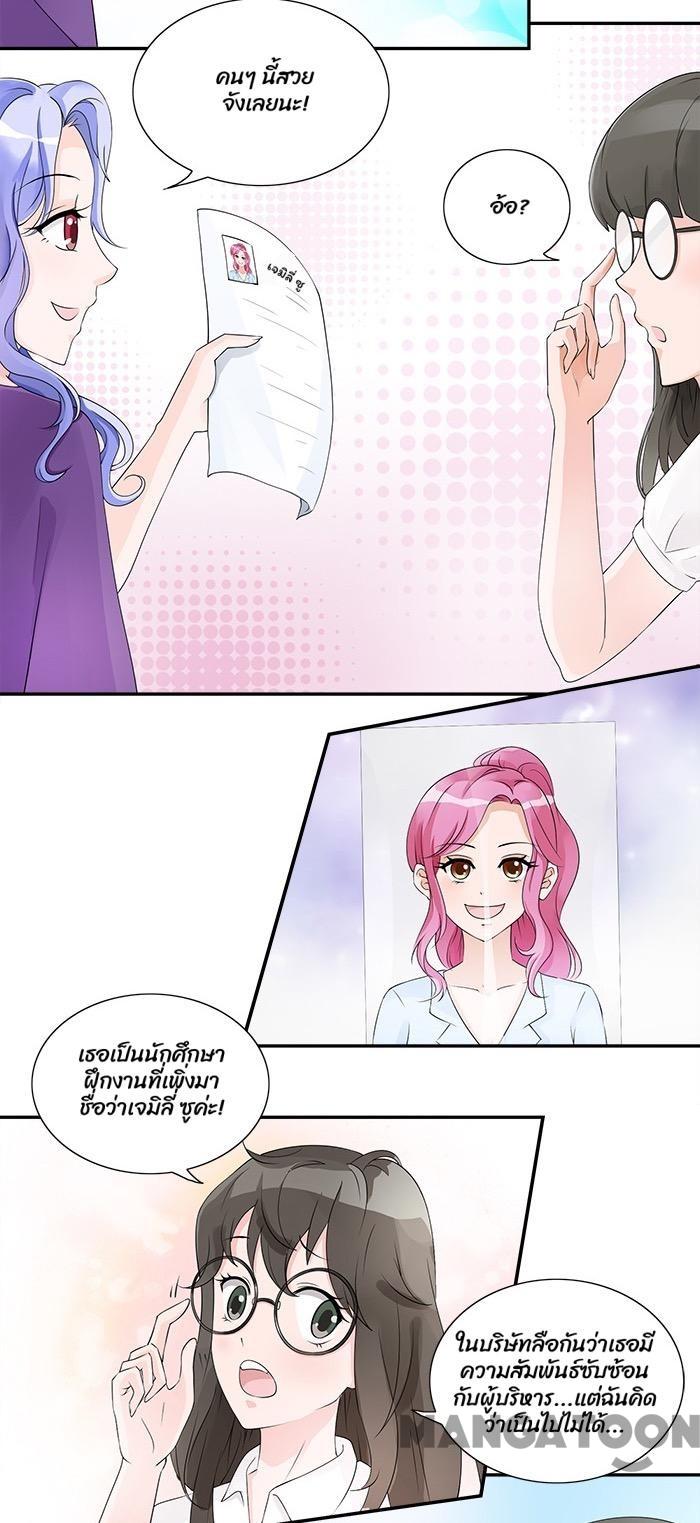 คนๆ นี้สวย
จังเลยนะ!
อ้อ?
เจมิลี่ ซู
เธอเป็นนักศึกษา
ฝึกงานที่เพิ่งมา
ชื่อว่าเจมิลี่ ซูค่ะ!
ในบริษัทลือกันว่าเธอมี
ความสัมพันธ์ซับซ้อน
กับผู้บริหาร...แต่ฉันคิด
ว่าเป็นไปไม่ได้...
MANGATOON